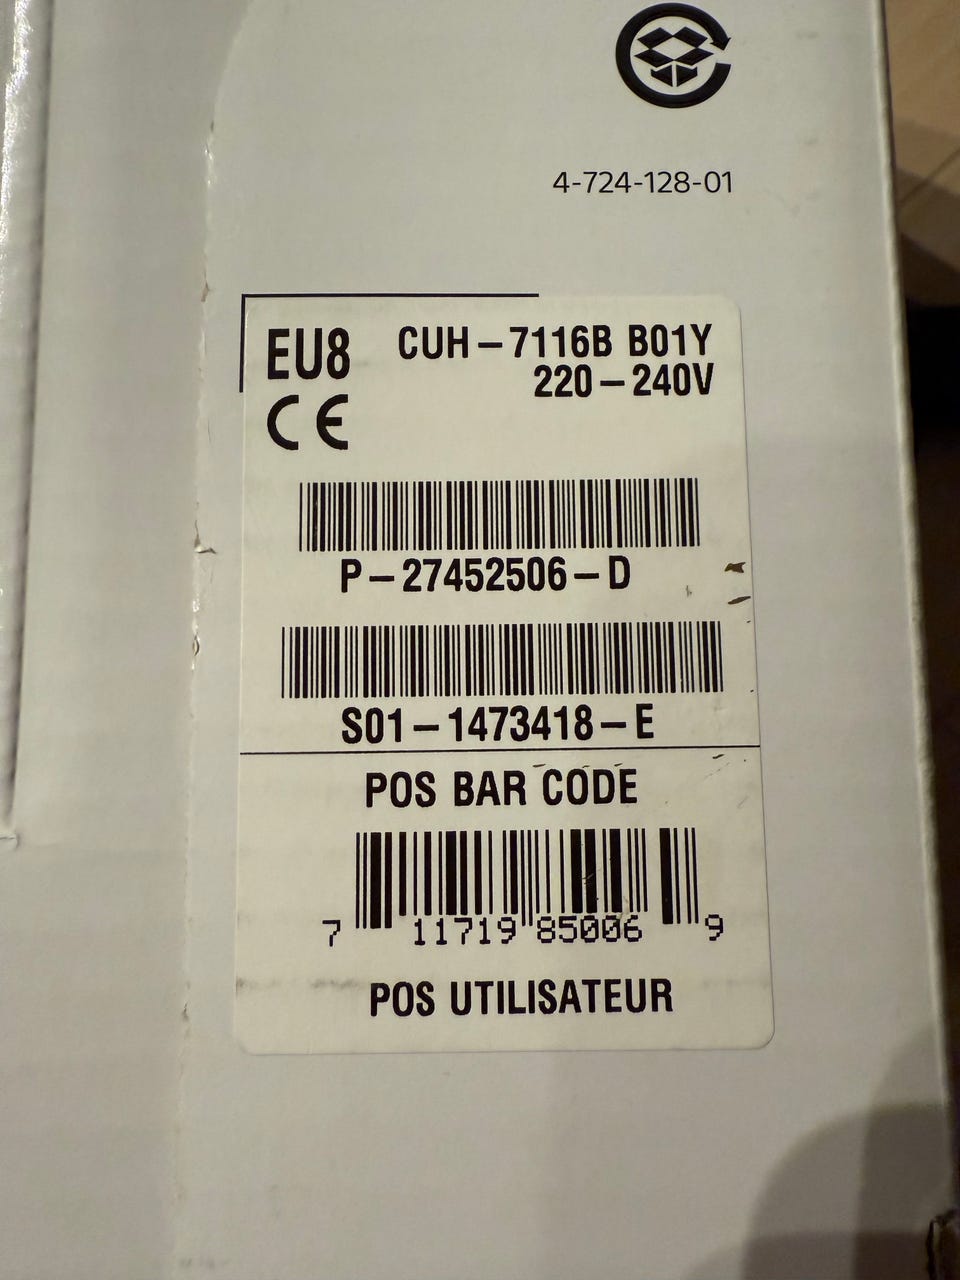 4-724-128-01
EU8 CUH-7116B B01Y
220-240V
CE
P-27452506-D
S01-1473418-E
POS BAR CODE
7 11719 85006 9
POS UTILISATEUR